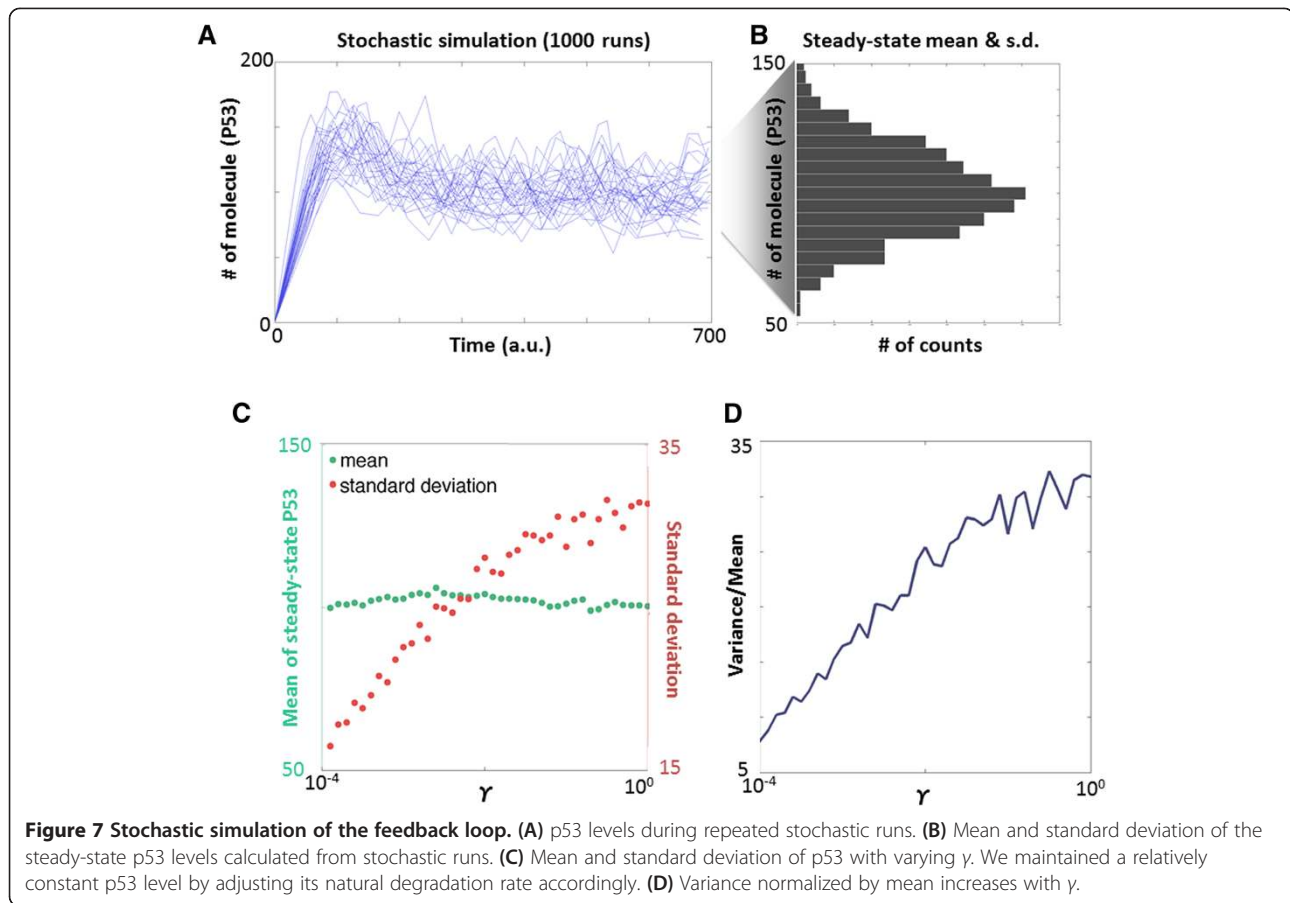 A
Stochastic simulation (1000 runs)
200
# of molecule (P53)
0
0
700
Time (a.u.)
B
Steady-state mean & s.d.
150
# of molecule (P53)
50
# of counts
C
150
35
mean
standard deviation
Mean of steady-state P53
Standard deviation
50
15
10⁻⁴
10⁰
γ
D
35
Variance/Mean
5
10⁻⁴
10⁰
γ
Figure 7 Stochastic simulation of the feedback loop. (A) p53 levels during repeated stochastic runs. (B) Mean and standard deviation of the
steady-state p53 levels calculated from stochastic runs. (C) Mean and standard deviation of p53 with varying γ. We maintained a relatively
constant p53 level by adjusting its natural degradation rate accordingly. (D) Variance normalized by mean increases with γ.